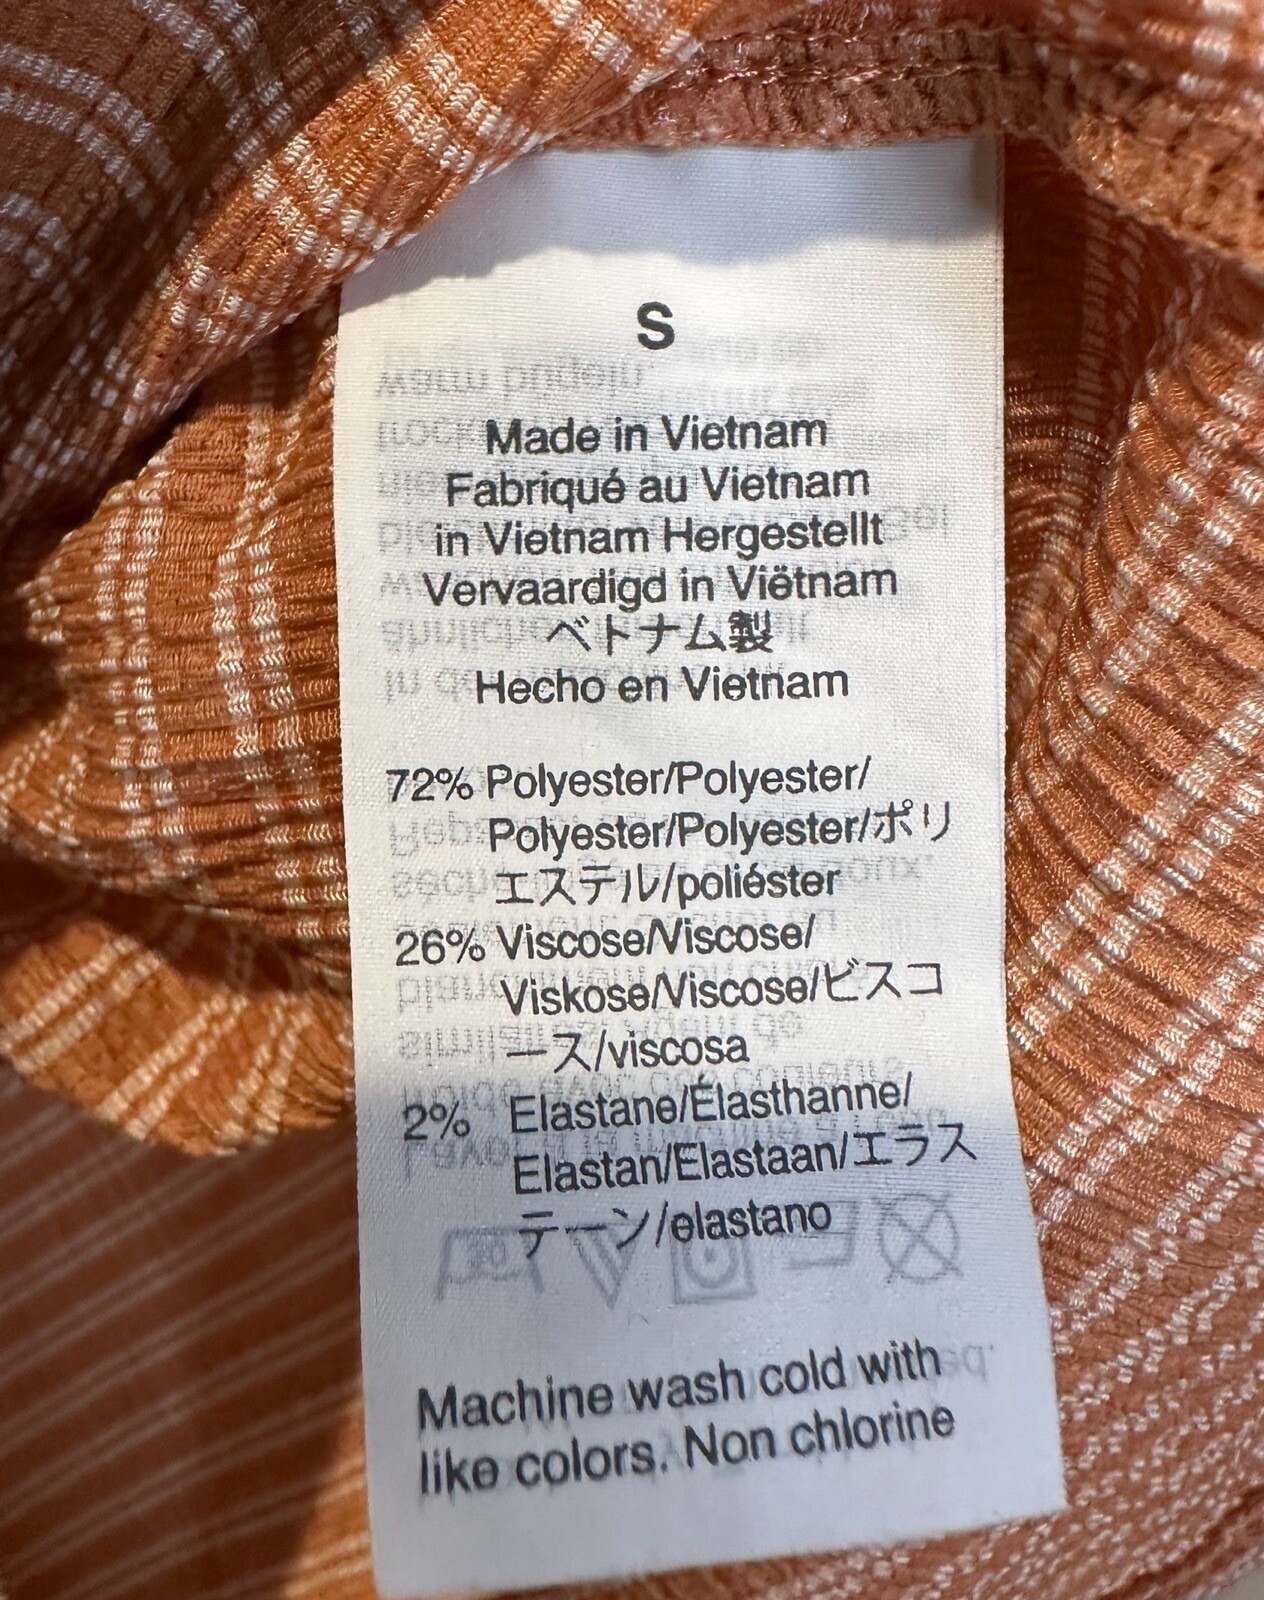 S
Made in Vietnam
Fabriqué au Vietnam
in Vietnam Hergestellt
Vervaardigd in Viëtnam
ベトナム製
Hecho en Vietnam
72% Polyester/Polyester/
Polyester/Polyester/ポリ
エステル/poliéster
26% Viscose/Viscose/
Viskose/Viscose/ビスコ
ース/viscosa
2% Elastane/Élasthanne/
Elastan/Elastaan/エラス
テーン/elastano
Machine wash cold with
like colors. Non chlorine